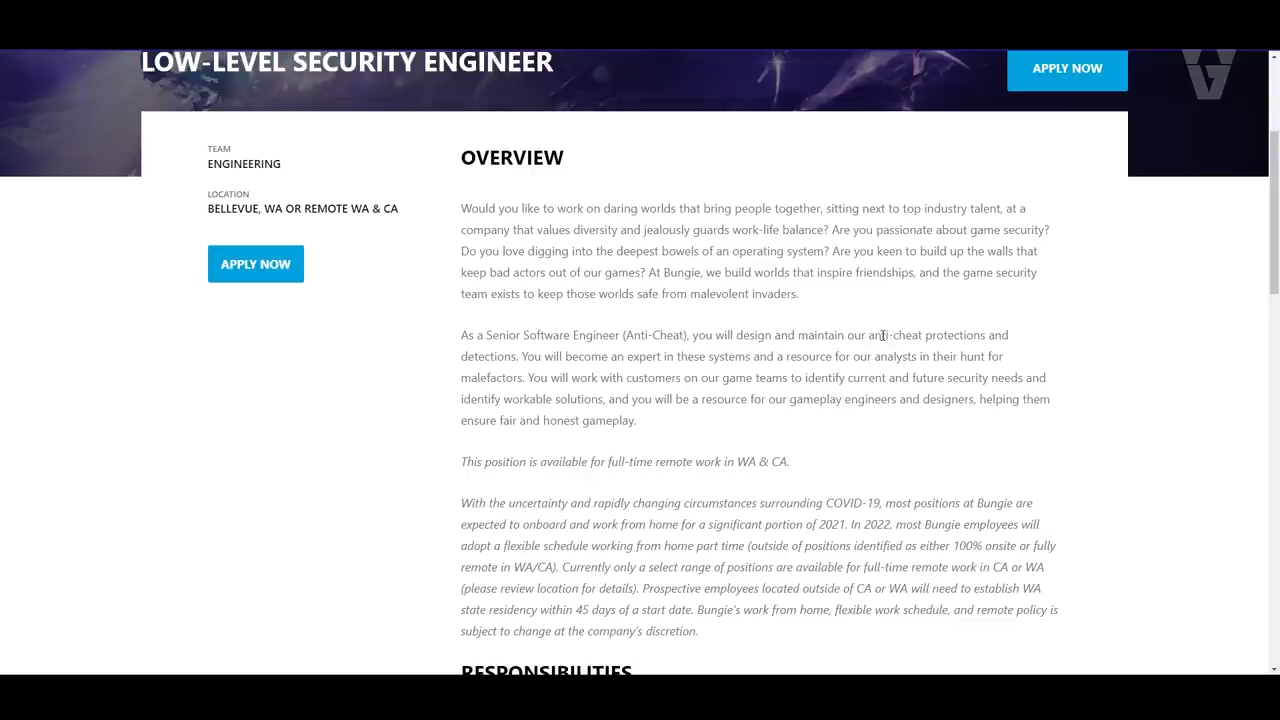 LOW-LEVEL SECURITY ENGINEER
APPLY NOW
TEAM
ENGINEERING
LOCATION
BELLEVUE, WA OR REMOTE WA & CA
APPLY NOW
OVERVIEW
Would you like to work on daring worlds that bring people together, sitting next to top industry talent, at a
company that values diversity and jealously guards work-life balance? Are you passionate about game security?
Do you love digging into the deepest bowels of an operating system? Are you keen to build up the walls that
keep bad actors out of our games? At Bungie, we build worlds that inspire friendships, and the game security
team exists to keep those worlds safe from malevolent invaders.
As a Senior Software Engineer (Anti-Cheat), you will design and maintain our anti-cheat protections and
detections. You will become an expert in these systems and a resource for our analysts in their hunt for
malefactors. You will work with customers on our game teams to identify current and future security needs and
identify workable solutions, and you will be a resource for our gameplay engineers and designers, helping them
ensure fair and honest gameplay.
This position is available for full-time remote work in WA & CA.
With the uncertainty and rapidly changing circumstances surrounding COVID-19, most positions at Bungie are
expected to onboard and work from home for a significant portion of 2021. In 2022, most Bungie employees will
adopt a flexible schedule working from home part time (outside of positions identified as either 100% onsite or fully
remote in WA/CA). Currently only a select range of positions are available for full-time remote work in CA or WA
(please review location for details). Prospective employees located outside of CA or WA will need to establish WA
state residency within 45 days of a start date. Bungie's work from home, flexible work schedule, and remote policy is
subject to change at the company's discretion.
RESPONSIBILITIES